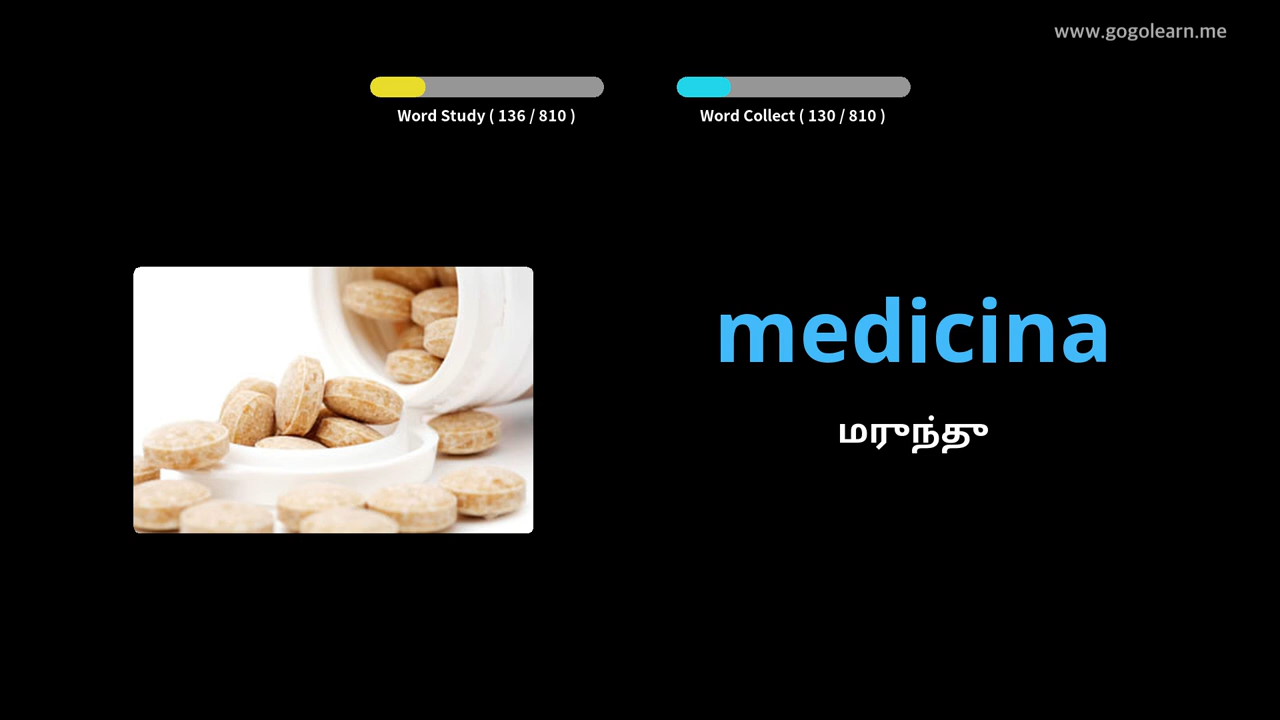 www.gogolearn.me
Word Study ( 136 / 810 )
Word Collect ( 130 / 810 )
medicina
மருந்து